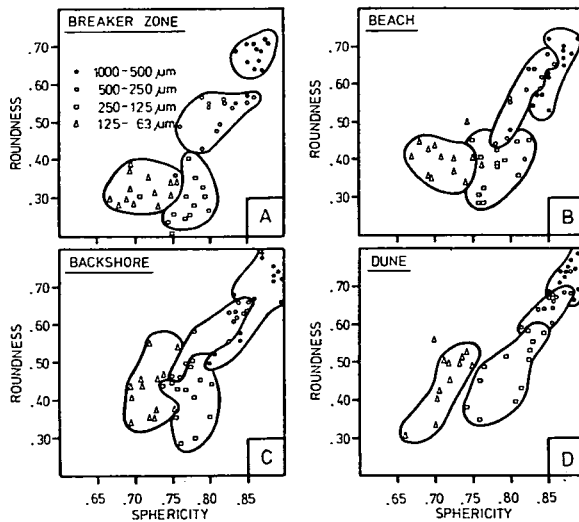 BREAKER ZONE
1000-500 µm
500-250 µm
250-125 µm
125-63 µm
.70
.60
.50
.40
.30
ROUNDNESS
A
BEACH
.70
.60
.50
.40
.30
ROUNDNESS
B
BACKSHORE
.70
.60
.50
.40
.30
ROUNDNESS
C
.65 .70 .75 .80 .85
SPHERICITY
DUNE
.70
.60
.50
.40
.30
ROUNDNESS
D
.65 .70 .75 .80 .85
SPHERICITY